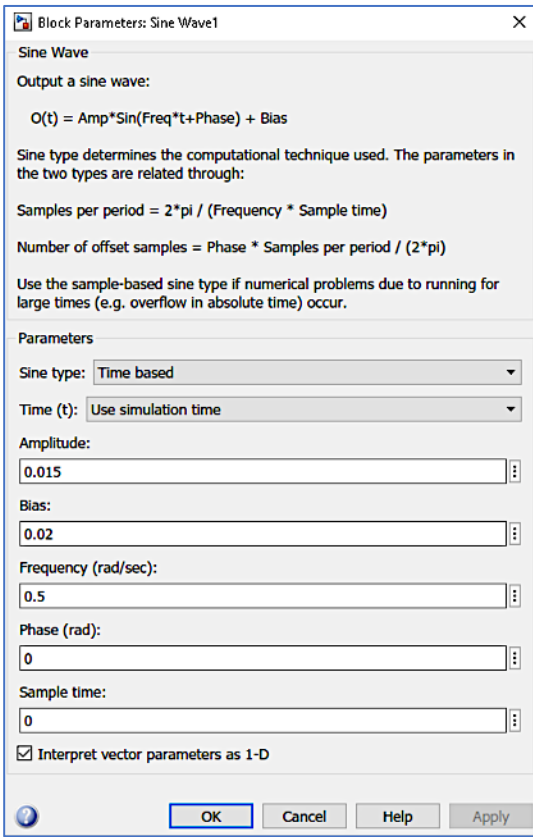 Block Parameters: Sine Wave1
Sine Wave
Output a sine wave:
O(t) = Amp*Sin(Freq*t+Phase) + Bias
Sine type determines the computational technique used. The parameters in
the two types are related through:
Samples per period = 2*pi / (Frequency * Sample time)
Number of offset samples = Phase * Samples per period / (2*pi)
Use the sample-based sine type if numerical problems due to running for
large times (e.g. overflow in absolute time) occur.
Parameters
Sine type: Time based
Time (t): Use simulation time
Amplitude:
0.015
Bias:
0.02
Frequency (rad/sec):
0.5
Phase (rad):
0
Sample time:
0
Interpret vector parameters as 1-D
OK Cancel Help Apply